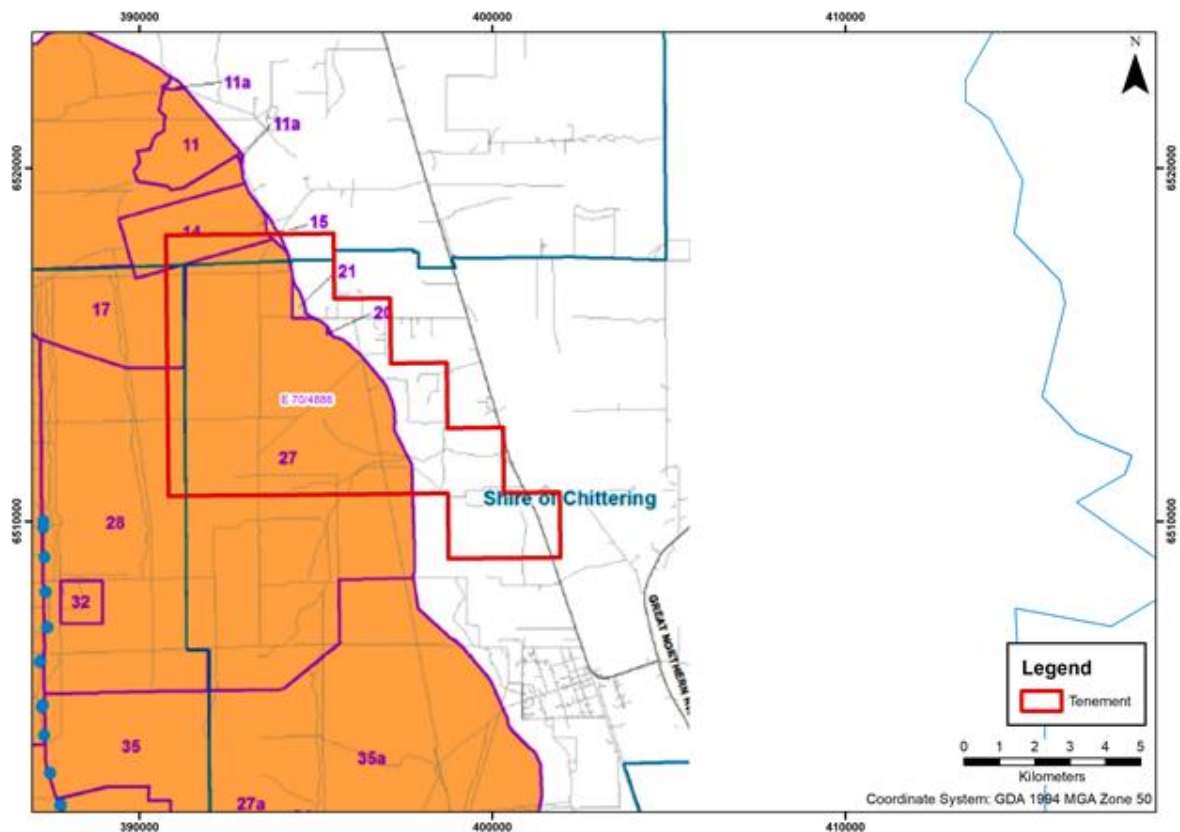 390000 400000 410000
N
11a
11a
11
6520000 6520000
15
14
21
17 20
E 70/4886
27
Shire of Chittering
28
6510000 6510000
32
GREAT NORTHERN
Legend
Tenement
35 35a
0 1 2 3 4 5
Kilometers
27a
Coordinate System: GDA 1994 MGA Zone 50
390000 400000 410000